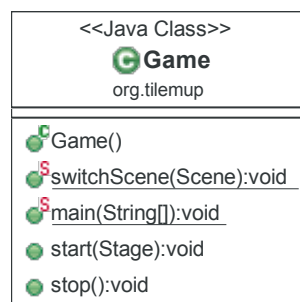 <<Java Class>>
C Game
org.tilemup
C Game()
S switchScene(Scene):void
S main(String[]):void
start(Stage):void
stop():void